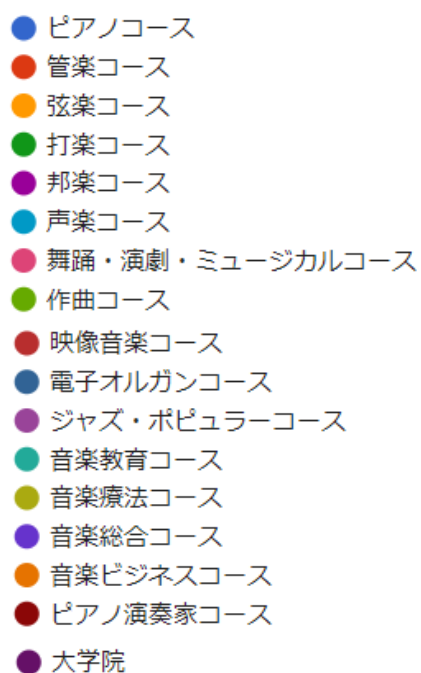 ピアノコース
管楽コース
弦楽コース
打楽コース
邦楽コース
声楽コース
舞踊・演劇・ミュージカルコース
作曲コース
映像音楽コース
電子オルガンコース
ジャズ・ポピュラーコース
音楽教育コース
音楽療法コース
音楽総合コース
音楽ビジネスコース
ピアノ演奏家コース
大学院